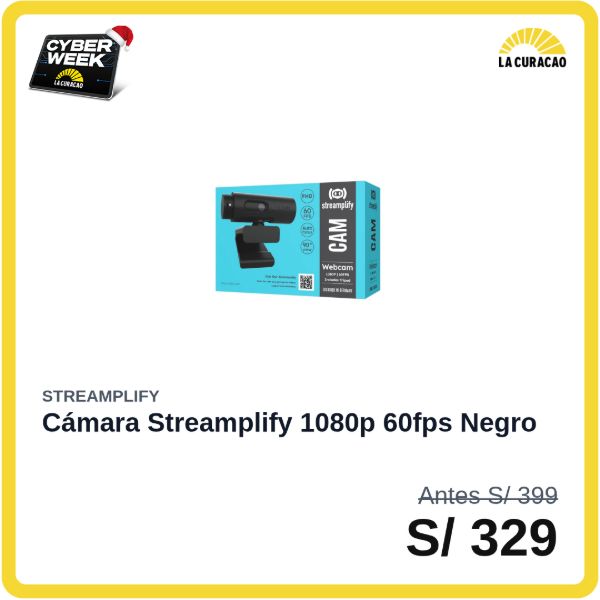 CYBER
WEEK
LA CURACAO
LA CURACAO
FHD
60
streamplify
CAM
Webcam
STREAMPLIFY
Cámara Streamplify 1080p 60fps Negro
Antes S/ 399
S/ 329